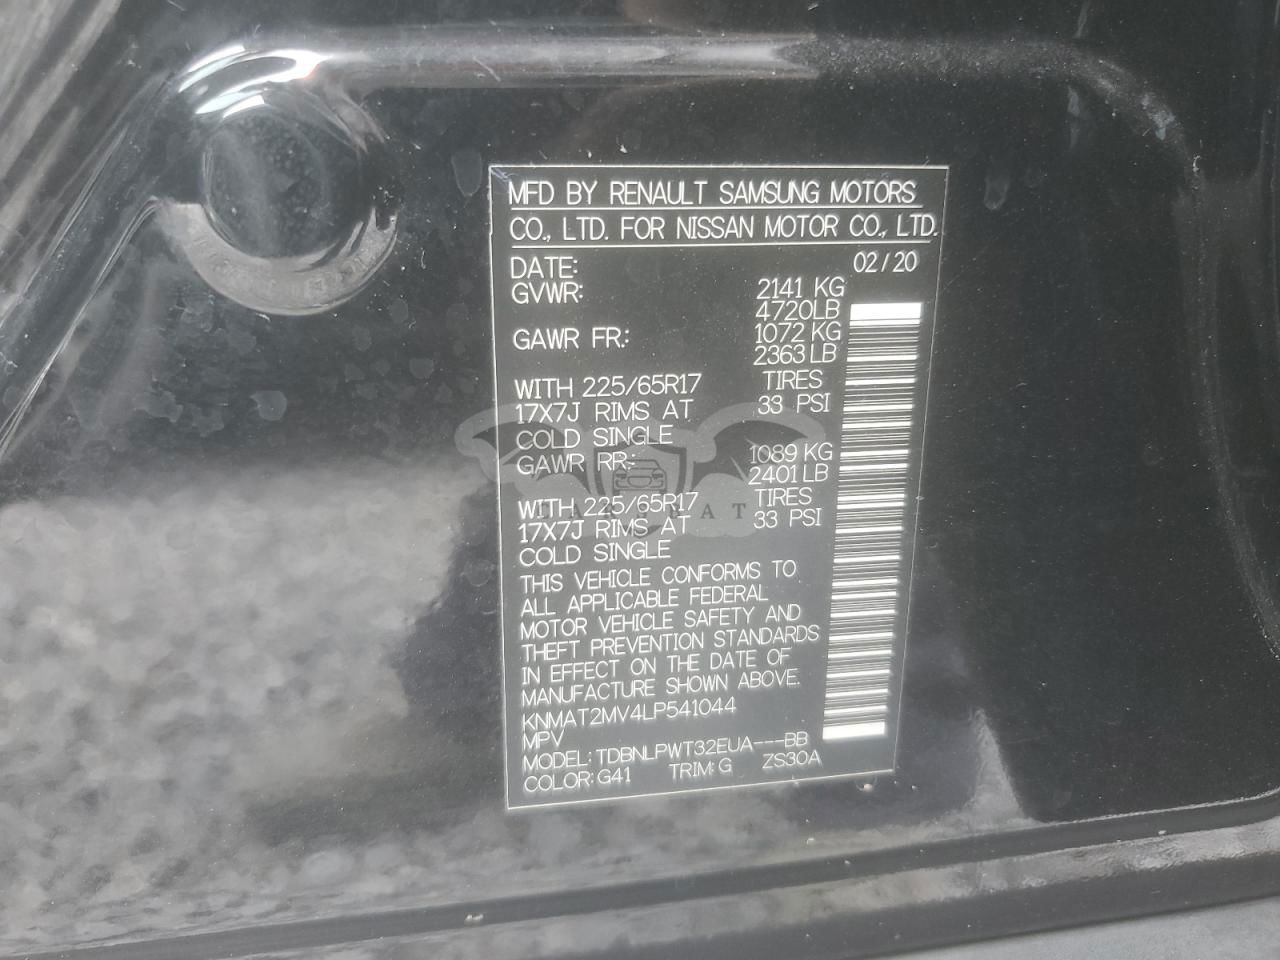 MFD BY RENAULT SAMSUNG MOTORS
CO., LTD. FOR NISSAN MOTOR CO., LTD.
DATE: 02/20
GVWR: 2141 KG
4720LB
GAWR FR.: 1072 KG
2363LB
WITH 225/65R17 TIRES
17X7J RIMS AT 33 PSI
COLD SINGLE
GAWR RR.: 1089 KG
2401LB
WITH 225/65R17 TIRES
17X7J RIMS AT 33 PSI
COLD SINGLE
THIS VEHICLE CONFORMS TO
ALL APPLICABLE FEDERAL
MOTOR VEHICLE SAFETY AND
THEFT PREVENTION STANDARDS
IN EFFECT ON THE DATE OF
MANUFACTURE SHOWN ABOVE.
KNMAT2MV4LP541044
MPV
MODEL: TDBNLPWT32EUA---BB
COLOR: G41 TRIM: G ZS30A